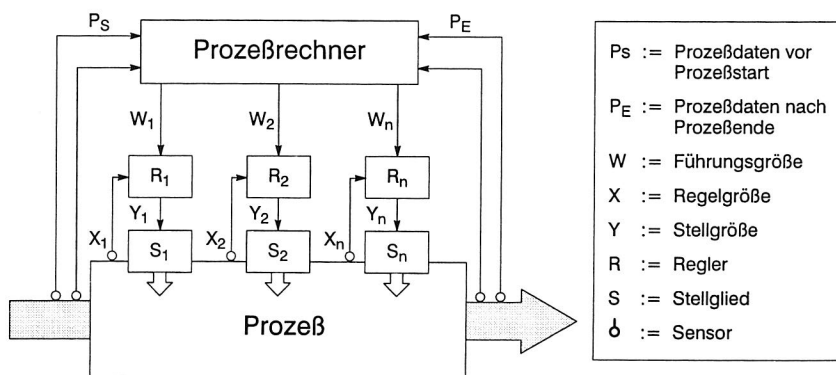 P_S
P_E
Prozeßrechner
W_1
W_2
W_n
R_1
R_2
R_n
Y_1
Y_2
Y_n
X_1
X_2
X_n
S_1
S_2
S_n
Prozeß
Ps := Prozeßdaten vor
Prozeßstart
P_E := Prozeßdaten nach
Prozeßende
W := Führungsgröße
X := Regelgröße
Y := Stellgröße
R := Regler
S := Stellglied
:= Sensor